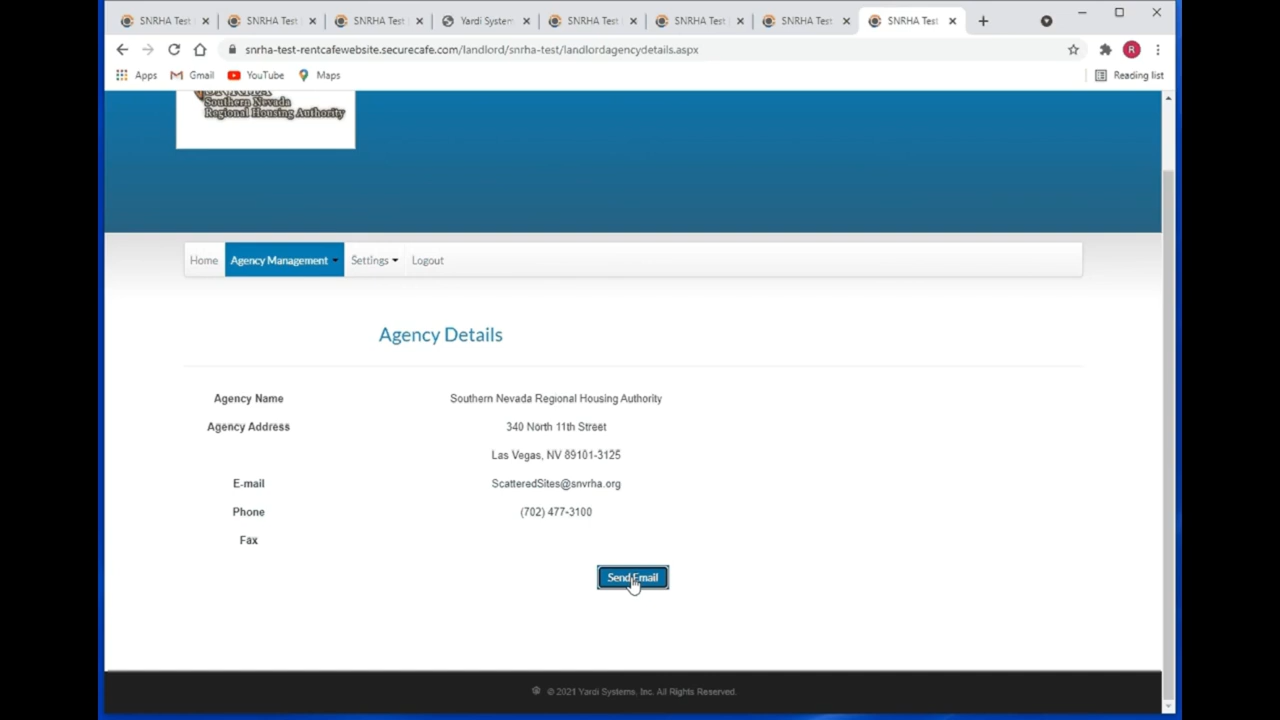 SNRHA Test
SNRHA Test
SNRHA Test
Yardi System
SNRHA Test
SNRHA Test
SNRHA Test
SNRHA Test
snrha-test-rentcafewebsite.securecafe.com/landlord/snrha-test/landlordagencydetails.aspx
R
Apps
Gmail
YouTube
Maps
Reading list
Southern Nevada
Regional Housing Authority
Home
Agency Management
Settings
Logout
Agency Details
Agency Name
Southern Nevada Regional Housing Authority
Agency Address
340 North 11th Street
Las Vegas, NV 89101-3125
E-mail
ScatteredSites@snvrha.org
Phone
(702) 477-3100
Fax
Send Email
© 2021 Yardi Systems. Inc. All Rights Reserved.